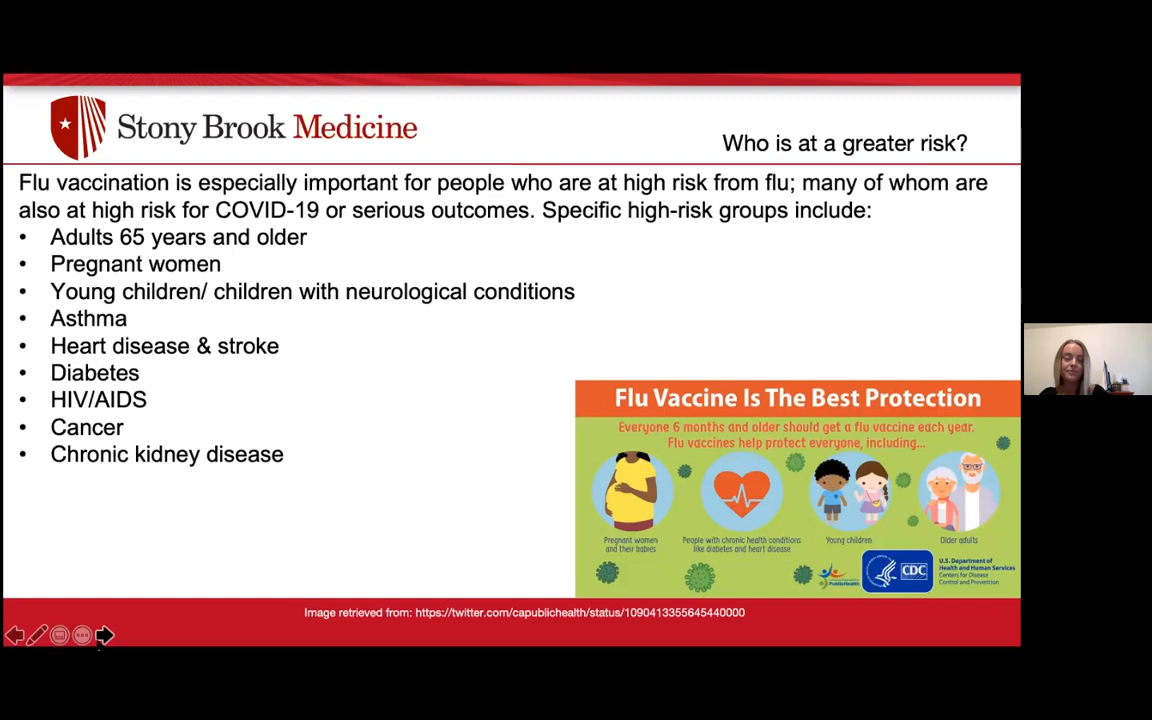 Stony Brook Medicine
Who is at a greater risk?
Flu vaccination is especially important for people who are at high risk from flu; many of whom are
also at high risk for COVID-19 or serious outcomes. Specific high-risk groups include:
• Adults 65 years and older
• Pregnant women
• Young children/ children with neurological conditions
• Asthma
• Heart disease & stroke
• Diabetes
• HIV/AIDS
• Cancer
• Chronic kidney disease
Flu Vaccine Is The Best Protection
Everyone 6 months and older should get a flu vaccine each year.
Flu vaccines help protect everyone, including...
Pregnant women
and their babies
People with chronic health conditions
like diabetes and heart disease
Young children
Older adults
PublicHealth
CDC
U.S. Department of
Health and Human Services
Centers for Disease
Control and Prevention
Image retrieved from: https://twitter.com/capublichealth/status/1090413355645440000